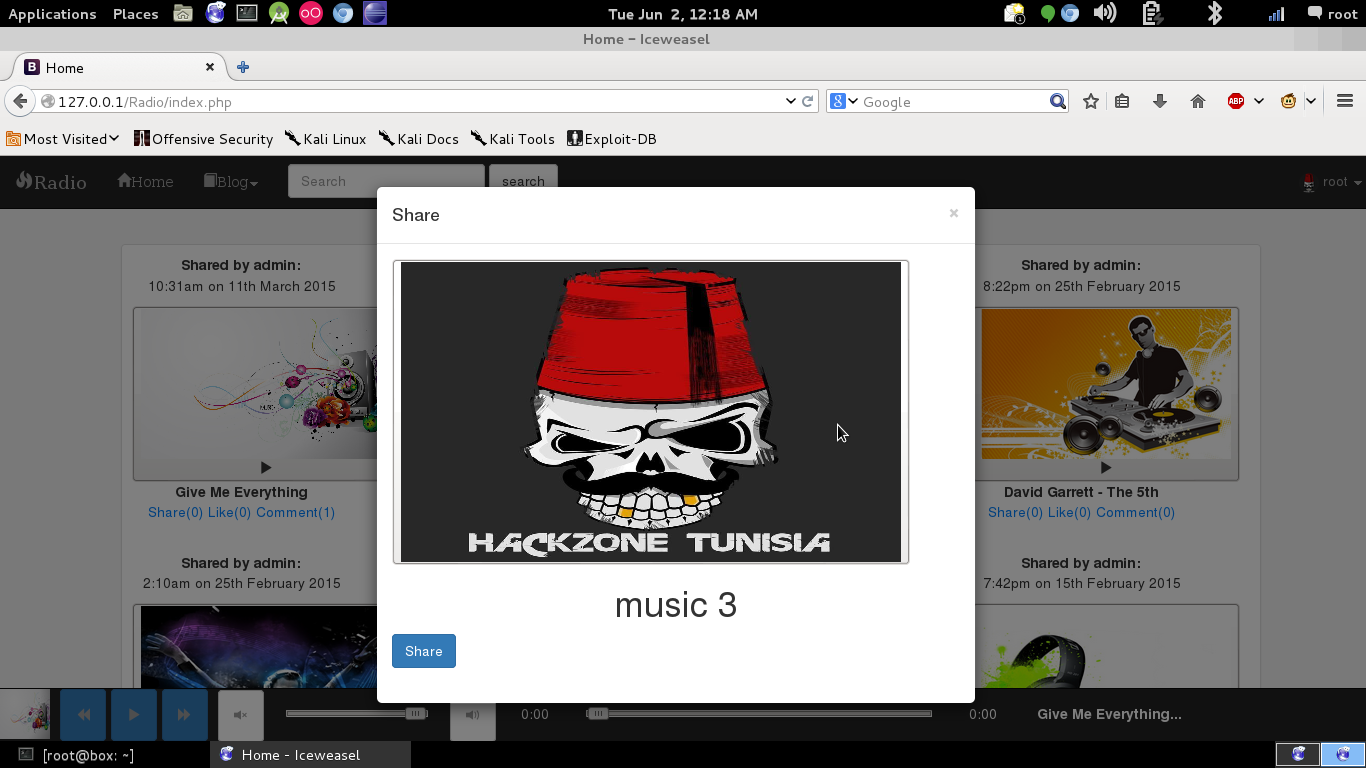 Applications Places Tue Jun 2, 12:18 AM root
Home - Iceweasel
Home
127.0.0.1/Radio/index.php Google ABP
Most Visited Offensive Security Kali Linux Kali Docs Kali Tools Exploit-DB
Radio Home Blog Search search root
Share ×
Shared by admin:
10:31am on 11th March 2015
Give Me Everything
Share(0) Like(0) Comment(1)
Shared by admin:
2:10am on 25th February 2015
HACKZONE TUNISIA
music 3
Share
Shared by admin:
8:22pm on 25th February 2015
David Garrett - The 5th
Share(0) Like(0) Comment(0)
Shared by admin:
7:42pm on 15th February 2015
0:00 0:00 Give Me Everything...
[root@box: ~] Home - Iceweasel